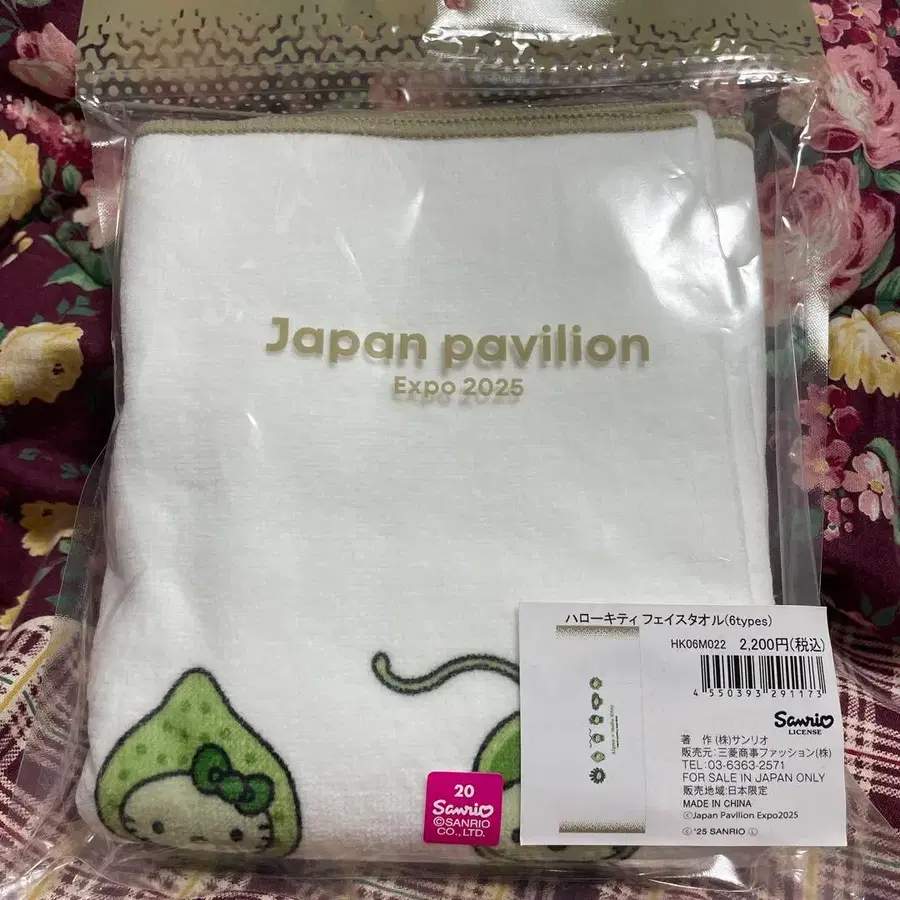 Japan pavilion
Expo 2025
ハローキティ フェイスタオル(6types)
HK06M022 2,200円(税込)
4 550393 291173
Sanrio
LICENSE
著 作 (株)サンリオ
販売元:三菱商事ファッション(株)
TEL:03-6363-2571
FOR SALE IN JAPAN ONLY
販売地域:日本限定
MADE IN CHINA
©Japan Pavilion Expo2025
©'25 SANRIO Ⓛ
20
Sanrio
©SANRIO
CO., LTD.